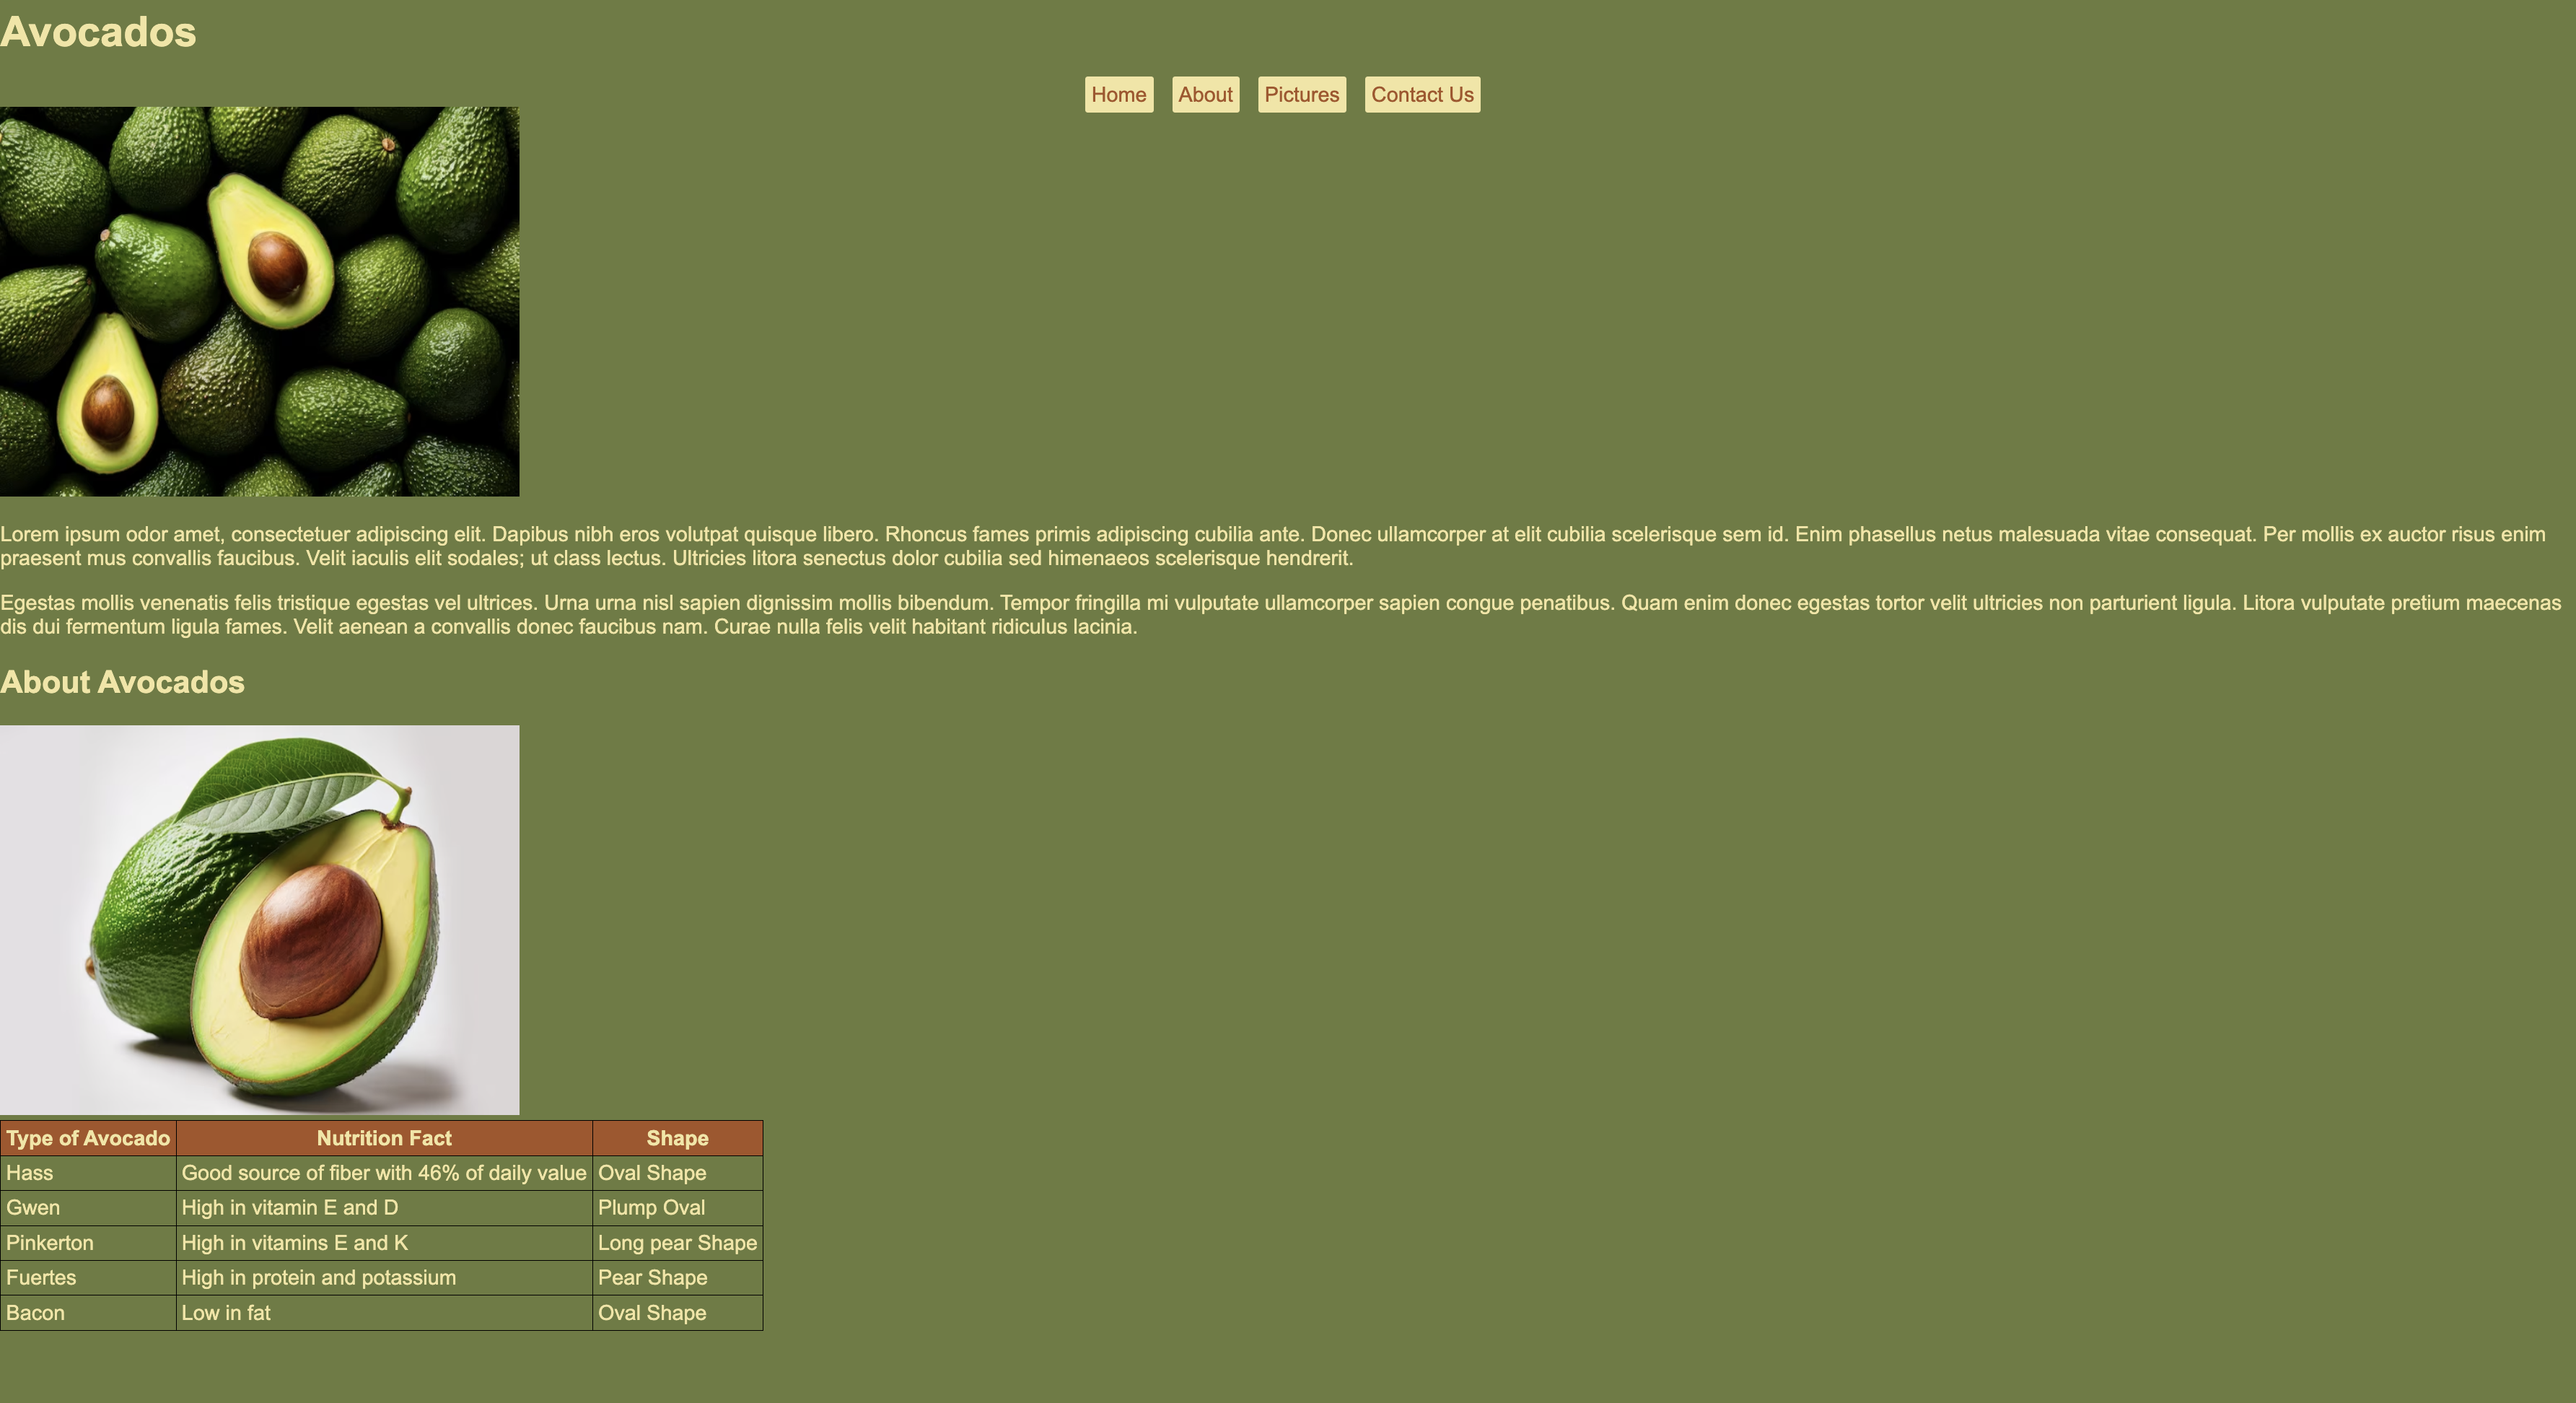 Avocados
Home About Pictures Contact Us
Lorem ipsum odor amet, consectetuer adipiscing elit. Dapibus nibh eros volutpat quisque libero. Rhoncus fames primis adipiscing cubilia ante. Donec ullamcorper at elit cubilia scelerisque sem id. Enim phasellus netus malesuada vitae consequat. Per mollis ex auctor risus enim
praesent mus convallis faucibus. Velit iaculis elit sodales; ut class lectus. Ultricies litora senectus dolor cubilia sed himenaeos scelerisque hendrerit.
Egestas mollis venenatis felis tristique egestas vel ultrices. Urna urna nisl sapien dignissim mollis bibendum. Tempor fringilla mi vulputate ullamcorper sapien congue penatibus. Quam enim donec egestas tortor velit ultricies non parturient ligula. Litora vulputate pretium maecenas
dis dui fermentum ligula fames. Velit aenean a convallis donec faucibus nam. Curae nulla felis velit habitant ridiculus lacinia.
About Avocados
Type of Avocado Nutrition Fact Shape
Hass Good source of fiber with 46% of daily value Oval Shape
Gwen High in vitamin E and D Plump Oval
Pinkerton High in vitamins E and K Long pear Shape
Fuertes High in protein and potassium Pear Shape
Bacon Low in fat Oval Shape